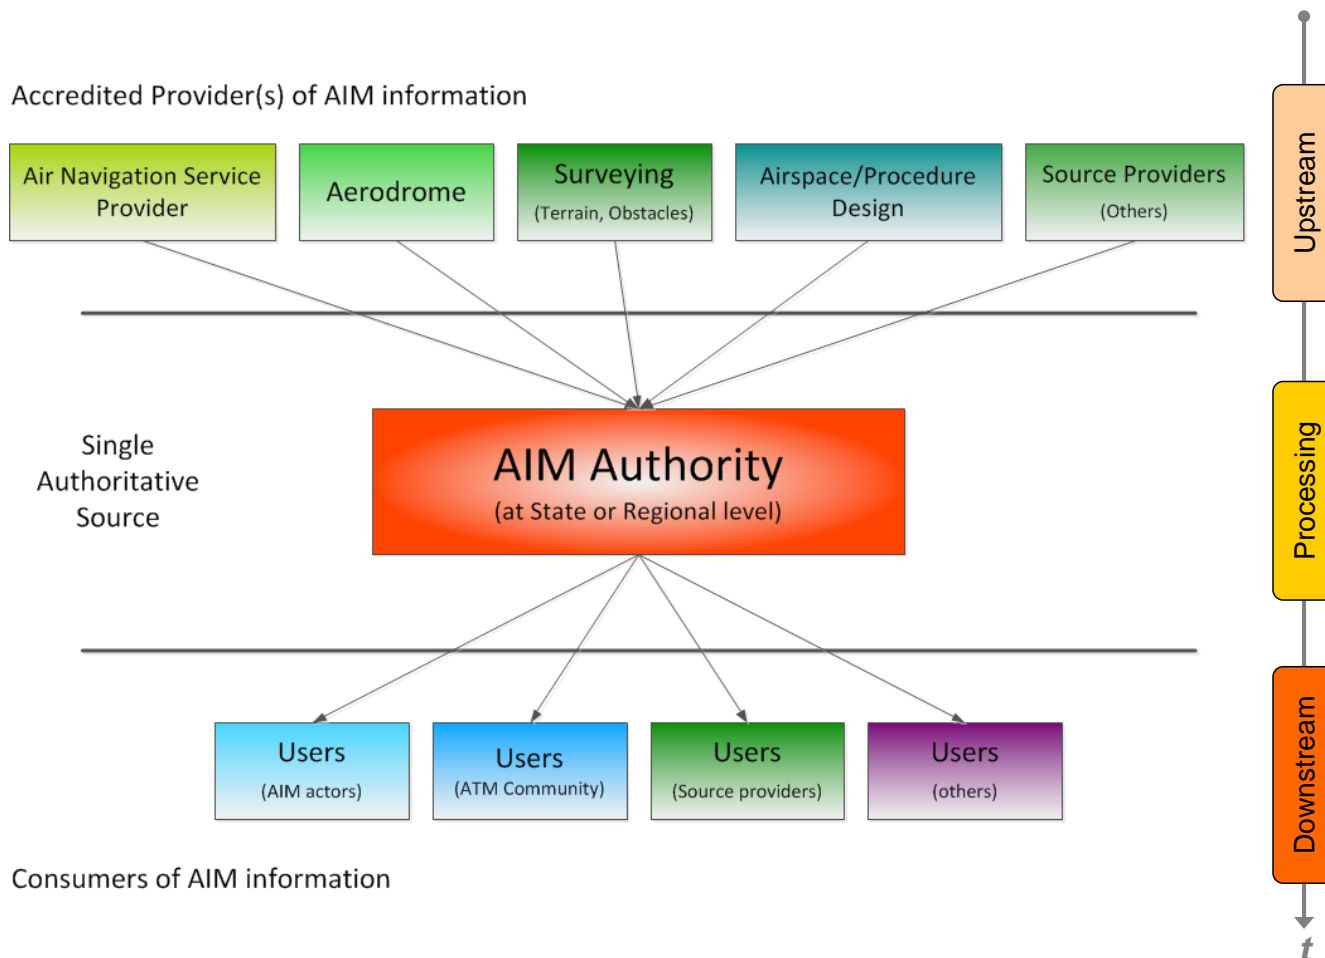 Accredited Provider(s) of AIM information
Air Navigation Service
Provider
Aerodrome
Surveying
(Terrain, Obstacles)
Airspace/Procedure
Design
Source Providers
(Others)
Upstream
Single
Authoritative
Source
AIM Authority
(at State or Regional level)
Processing
Users
(AIM actors)
Users
(ATM Community)
Users
(Source providers)
Users
(others)
Downstream
Consumers of AIM information
t